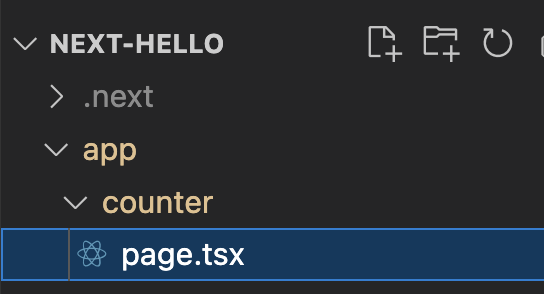 NEXT-HELLO
.next
app
counter
page.tsx